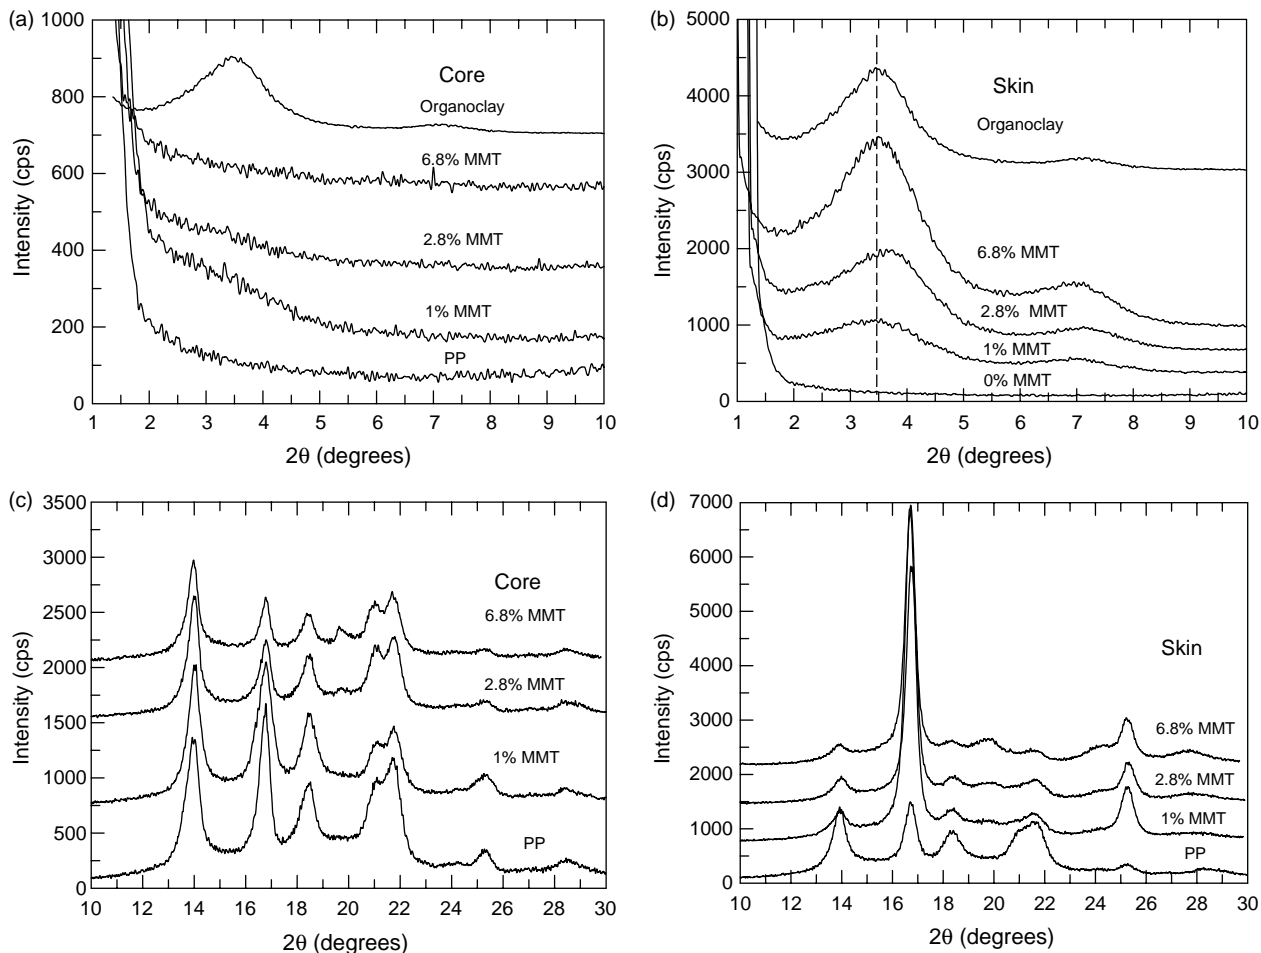 (a)
1000
800
600
400
200
0
Intensity (cps)
Core
Organoclay
6.8% MMT
2.8% MMT
1% MMT
PP
1 2 3 4 5 6 7 8 9 10
2θ (degrees)
(b)
5000
4000
3000
2000
1000
0
Intensity (cps)
Skin
Organoclay
6.8% MMT
2.8% MMT
1% MMT
0% MMT
1 2 3 4 5 6 7 8 9 10
2θ (degrees)
(c)
3500
3000
2500
2000
1500
1000
500
0
Intensity (cps)
Core
6.8% MMT
2.8% MMT
1% MMT
PP
10 12 14 16 18 20 22 24 26 28 30
2θ (degrees)
(d)
7000
6000
5000
4000
3000
2000
1000
0
Intensity (cps)
Skin
6.8% MMT
2.8% MMT
1% MMT
PP
10 12 14 16 18 20 22 24 26 28 30
2θ (degrees)